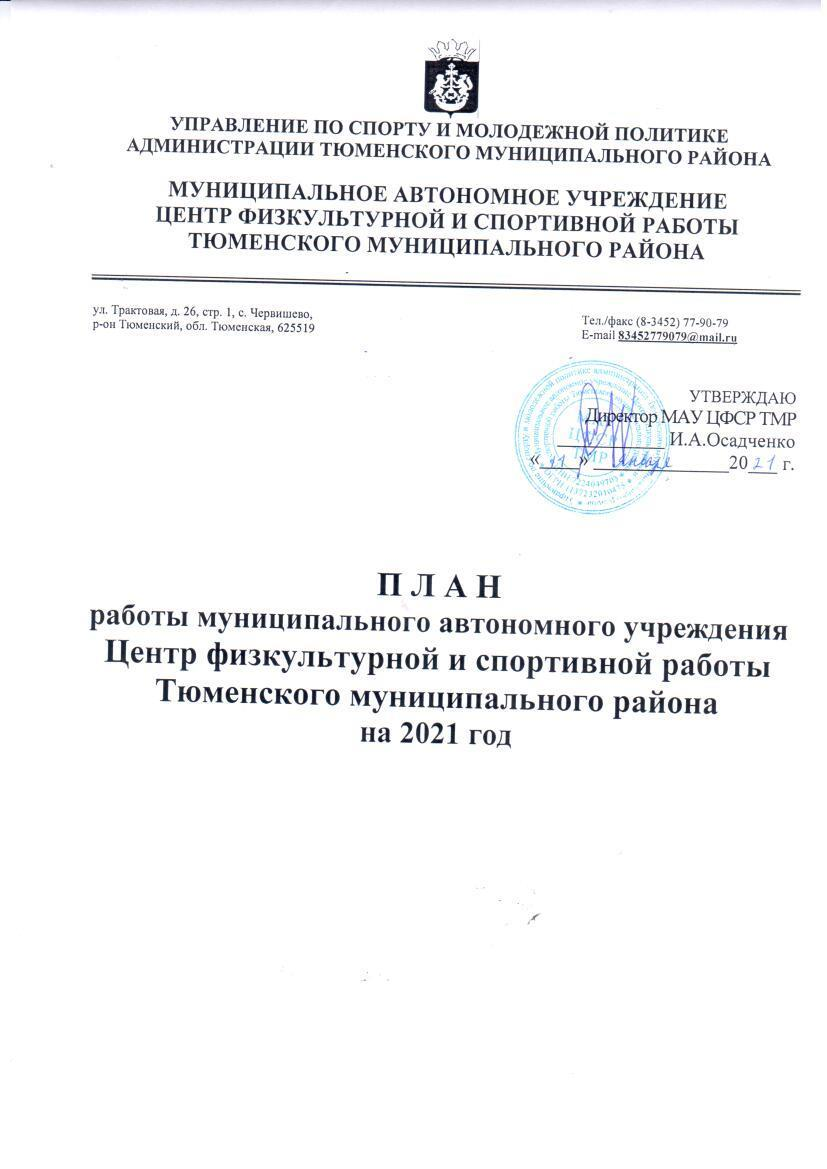 УПРАВЛЕНИЕ ПО СПОРТУ И МОЛОДЕЖНОЙ ПОЛИТИКЕ
АДМИНИСТРАЦИИ ТЮМЕНСКОГО МУНИЦИПАЛЬНОГО РАЙОНА
МУНИЦИПАЛЬНОЕ АВТОНОМНОЕ УЧРЕЖДЕНИЕ
ЦЕНТР ФИЗКУЛЬТУРНОЙ И СПОРТИВНОЙ РАБОТЫ
ТЮМЕНСКОГО МУНИЦИПАЛЬНОГО РАЙОНА
ул. Трактовая, д. 26, стр. 1, с. Червишево,
р-он Тюменский, обл. Тюменская, 625519
Тел./факс (8-3452) 77-90-79
E-mail 83452779079@mail.ru
УТВЕРЖДАЮ
Директор МАУ ЦФСР ТМР
____________ И.А.Осадченко
«11» января 2021 г.
П Л А Н
работы муниципального автономного учреждения
Центр физкультурной и спортивной работы
Тюменского муниципального района
на 2021 год